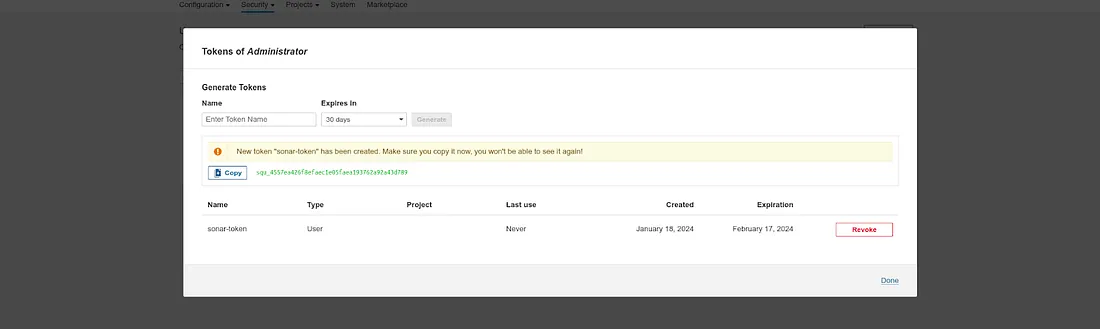 Configuration Security Projects System Marketplace
Tokens of Administrator
Generate Tokens
Name Expires in
Enter Token Name 30 days Generate
New token "sonar-token" has been created. Make sure you copy it now, you won't be able to see it again!
Copy squ_4557ea426f8efaec1e05faea193762a92a43d789
Name Type Project Last use Created Expiration
sonar-token User Never January 18, 2024 February 17, 2024 Revoke
Done